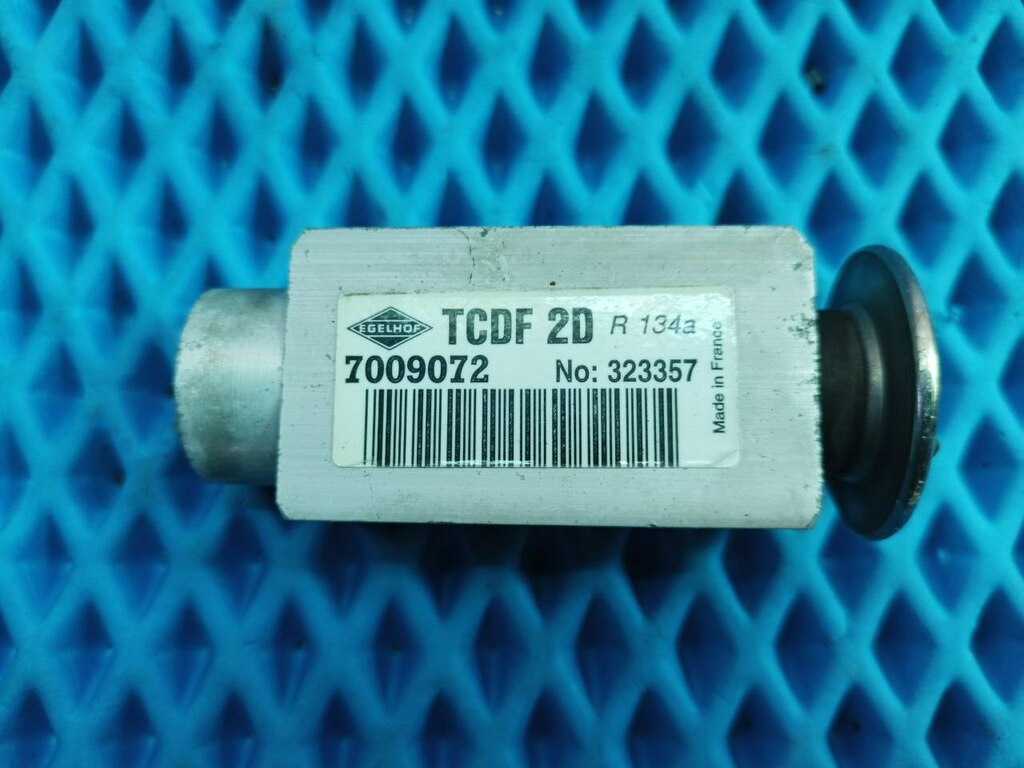 EGELHOF TCDF 2D R 134a
7009072 No: 323357
Made in France